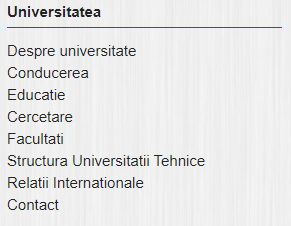 Universitatea
Despre universitate
Conducerea
Educatie
Cercetare
Facultati
Structura Universitatii Tehnice
Relatii Internationale
Contact